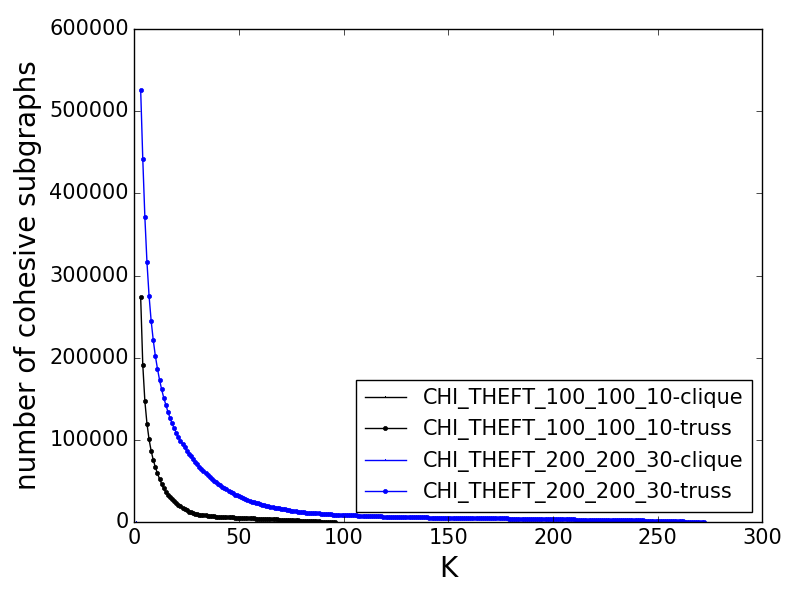 600000
500000
400000
300000
200000
100000
0
number of cohesive subgraphs
CHI_THEFT_100_100_10-clique
CHI_THEFT_100_100_10-truss
CHI_THEFT_200_200_30-clique
CHI_THEFT_200_200_30-truss
0 50 100 150 200 250 300
K